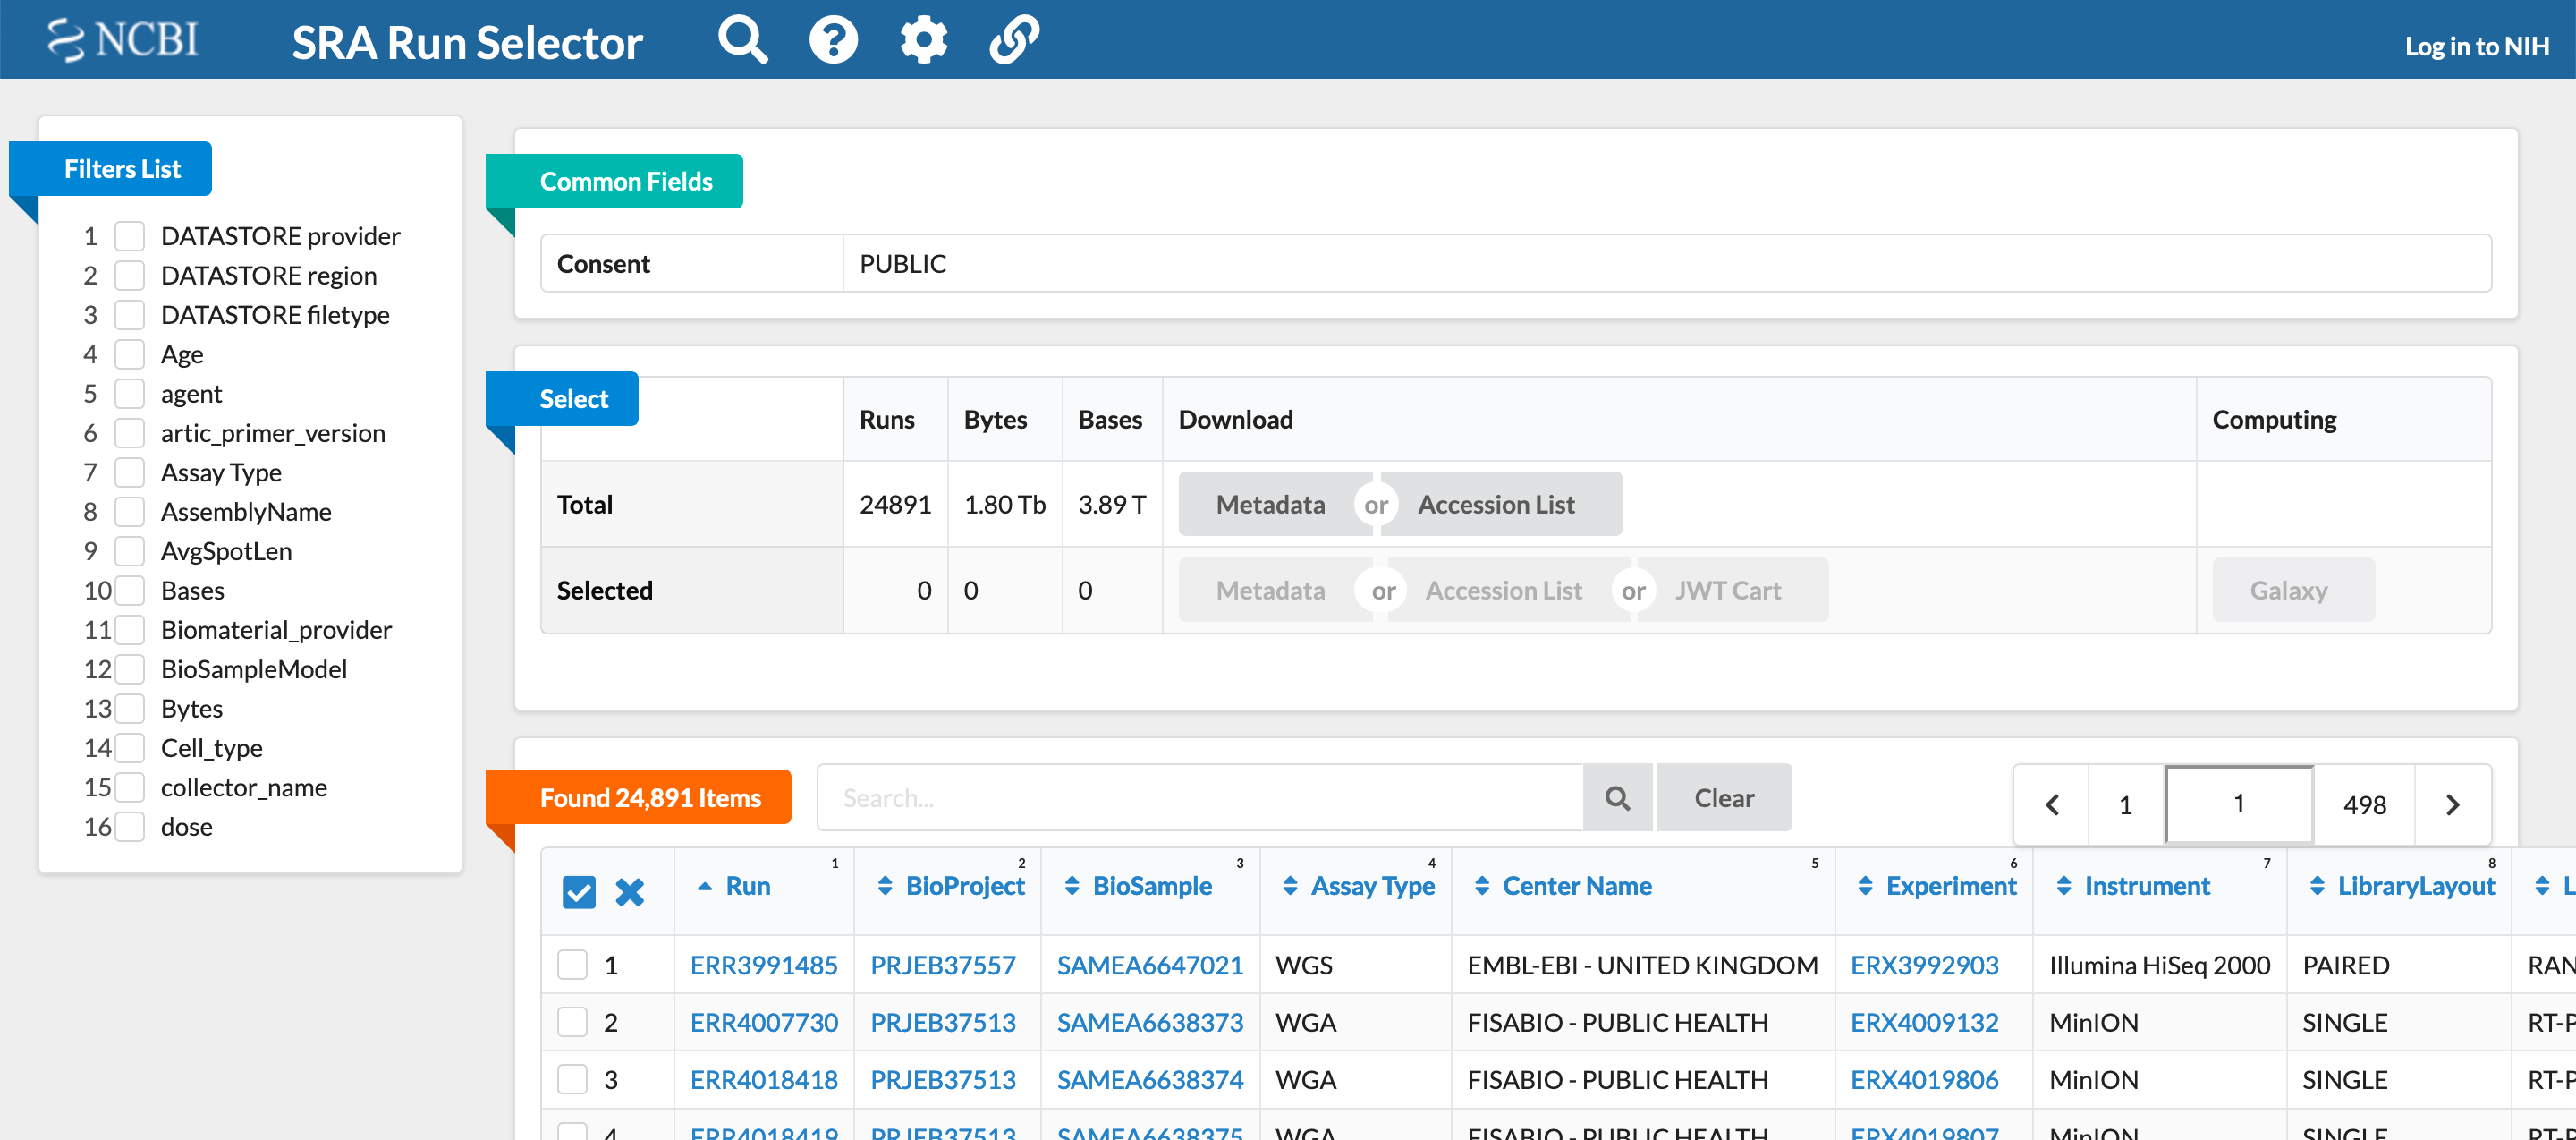 NCBI SRA Run Selector Log in to NIH
Filters List
1 DATASTORE provider
2 DATASTORE region
3 DATASTORE filetype
4 Age
5 agent
6 artic_primer_version
7 Assay Type
8 AssemblyName
9 AvgSpotLen
10 Bases
11 Biomaterial_provider
12 BioSampleModel
13 Bytes
14 Cell_type
15 collector_name
16 dose
Common Fields
Consent PUBLIC
Select Runs Bytes Bases Download Computing
Total 24891 1.80 Tb 3.89 T Metadata or Accession List
Selected 0 0 0 Metadata or Accession List or JWT Cart Galaxy
Found 24,891 Items Search... Clear 1 1 498
1 2 3 4 5 6 7 8
Run BioProject BioSample Assay Type Center Name Experiment Instrument LibraryLayout L
1 ERR3991485 PRJEB37557 SAMEA6647021 WGS EMBL-EBI - UNITED KINGDOM ERX3992903 Illumina HiSeq 2000 PAIRED RAN
2 ERR4007730 PRJEB37513 SAMEA6638373 WGA FISABIO - PUBLIC HEALTH ERX4009132 MinION SINGLE RT-P
3 ERR4018418 PRJEB37513 SAMEA6638374 WGA FISABIO - PUBLIC HEALTH ERX4019806 MinION SINGLE RT-P
4 ERR4018419 PRJEB37513 SAMEA6638375 WGA FISABIO - PUBLIC HEALTH ERX4019807 MinION SINGLE RT-P